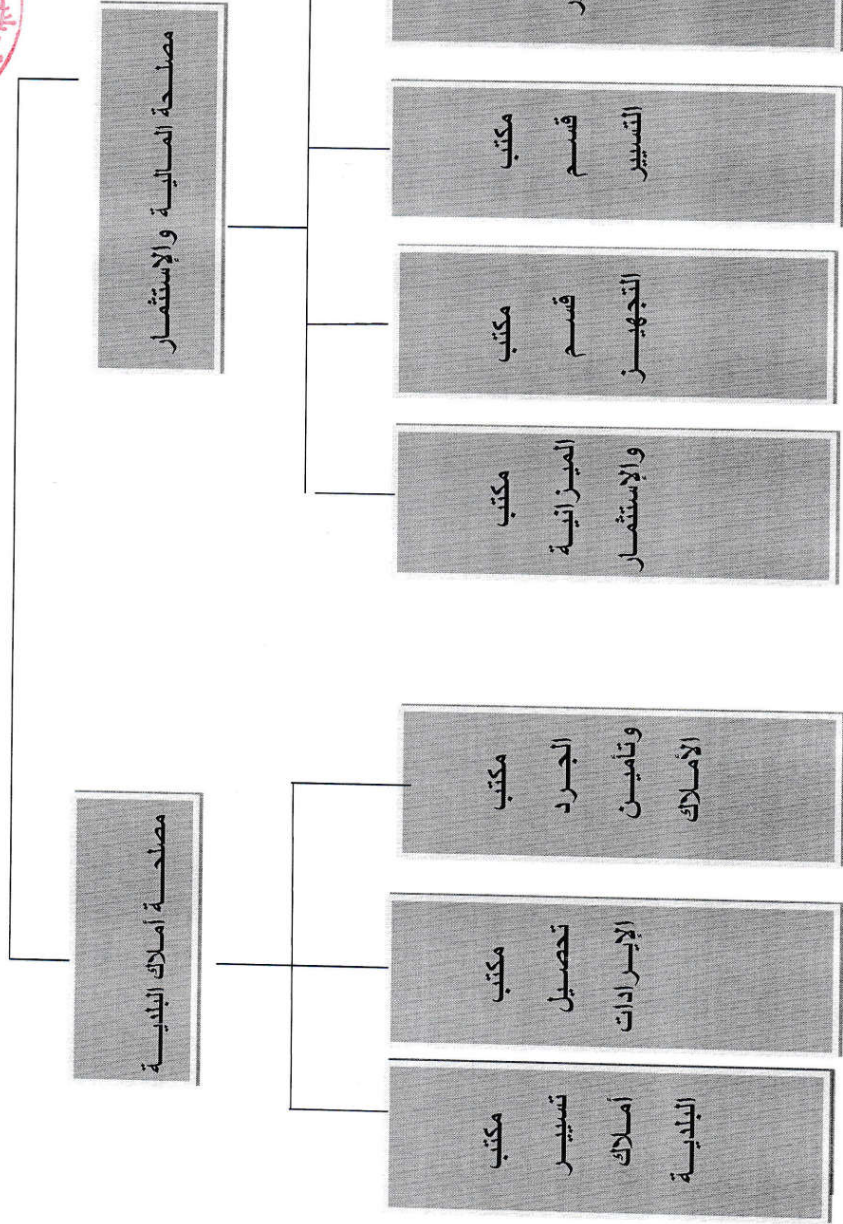 مصلحة المالية والإستثمار
مكتب
قسم
التسيير
مكتب
قسم
التجهيز
مكتب
الميزانية
والإستثمار
مصلحة أملاك البلدية
مكتب
الجرد
وتأمين
الأملاك
مكتب
تحصيل
الإيرادات
مكتب
تسيير
أملاك
البلدية